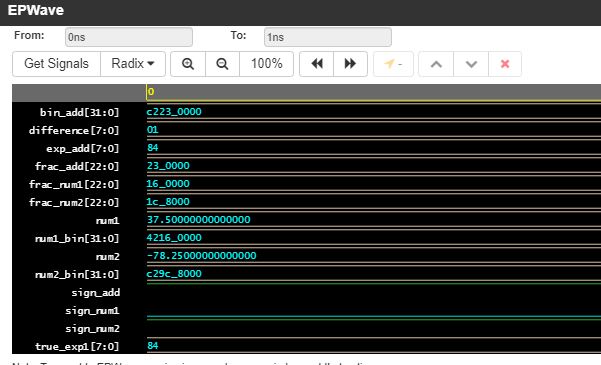 EPWave
From: 0ns To: 1ns
Get Signals Radix 100% -
0
bin_add[31:0] c223_0000
difference[7:0] 01
exp_add[7:0] 84
frac_add[22:0] 23_0000
frac_num1[22:0] 16_0000
frac_num2[22:0] 1c_8000
num1 37.50000000000000
num1_bin[31:0] 4216_0000
num2 -78.25000000000000
num2_bin[31:0] c29c_8000
sign_add
sign_num1
sign_num2
true_exp1[7:0] 84